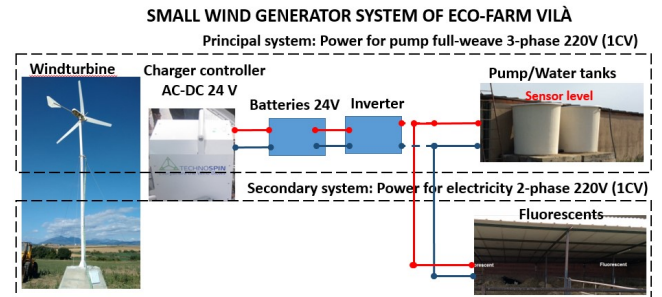 SMALL WIND GENERATOR SYSTEM OF ECO-FARM VILÀ
Principal system: Power for pump full-weave 3-phase 220V (1CV)
Windturbine
Charger controller
AC-DC 24 V
Batteries 24V
Inverter
Pump/Water tanks
Sensor level
TECHNOSPIN
Secondary system: Power for electricity 2-phase 220V (1CV)
Fluorescents
Fluorescent